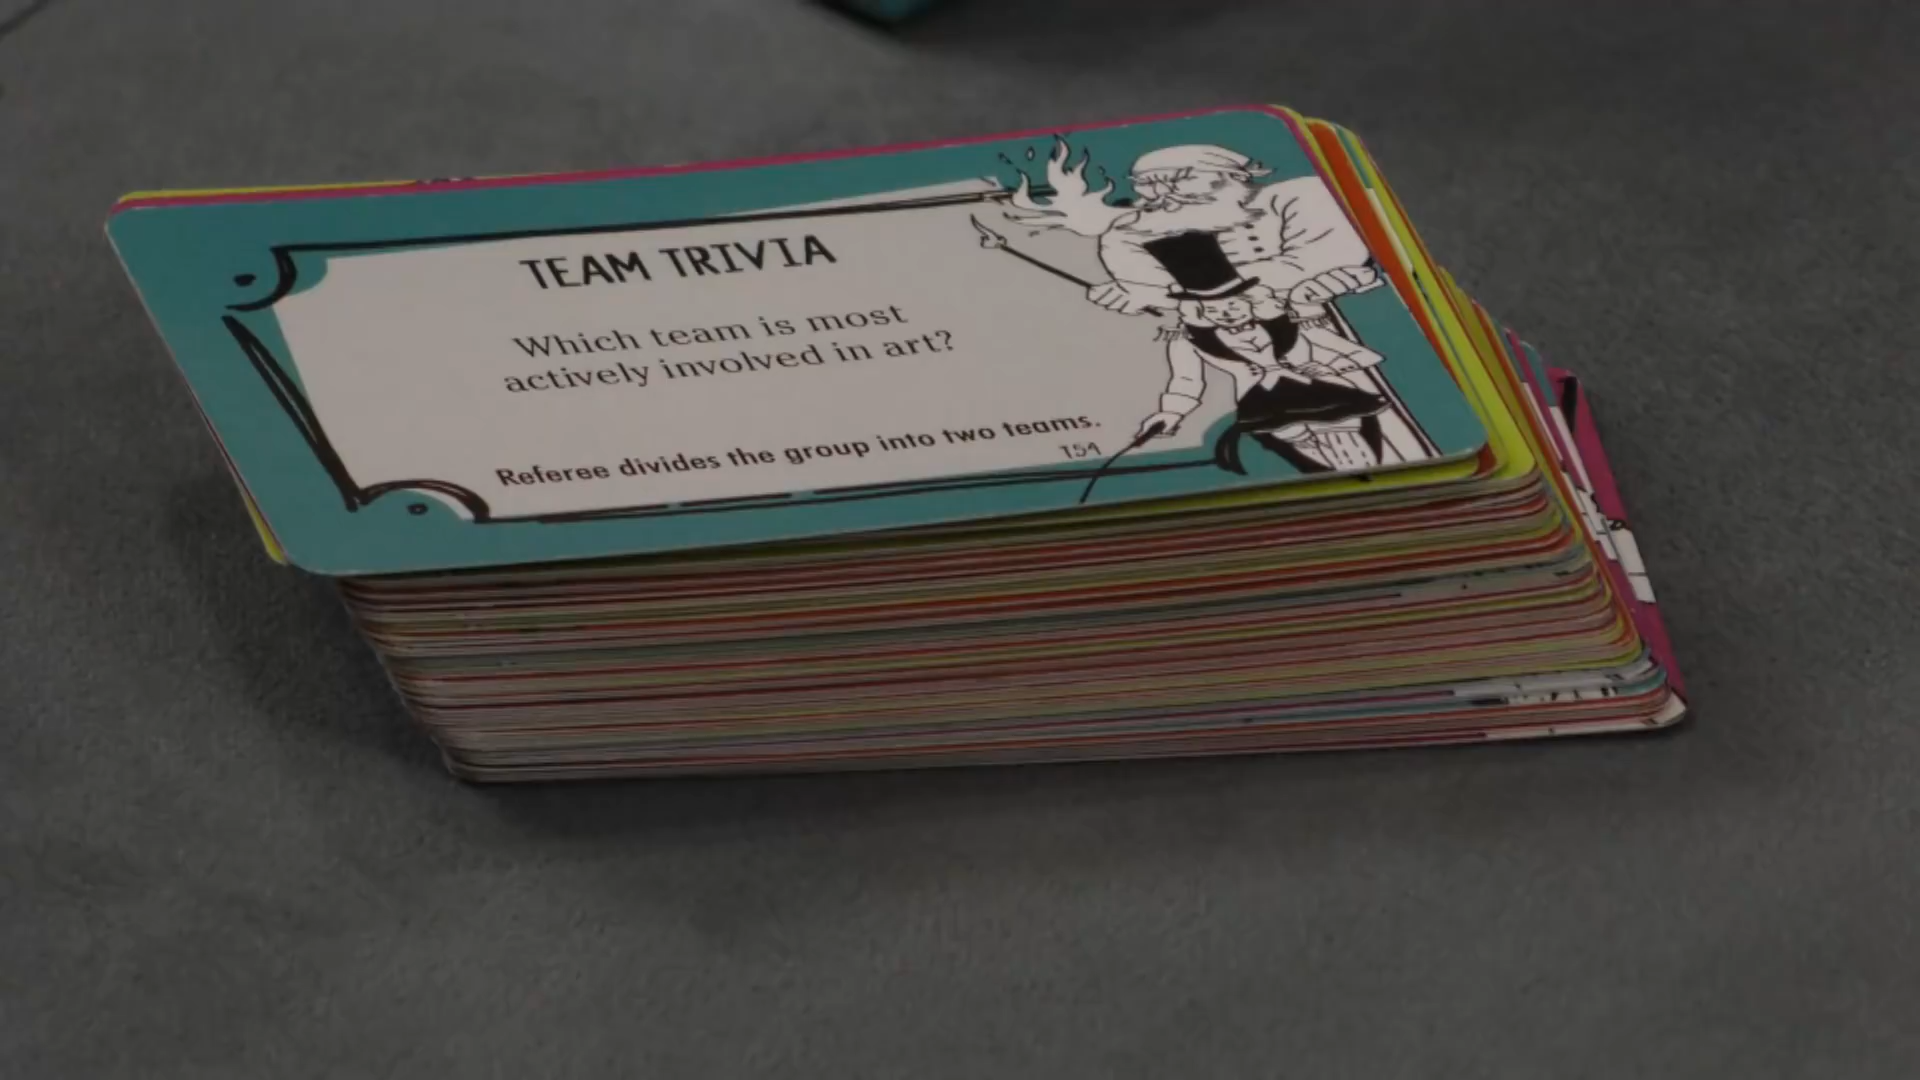 TEAM TRIVIA
Which team is most
actively involved in art?
Referee divides the group into two teams.
154